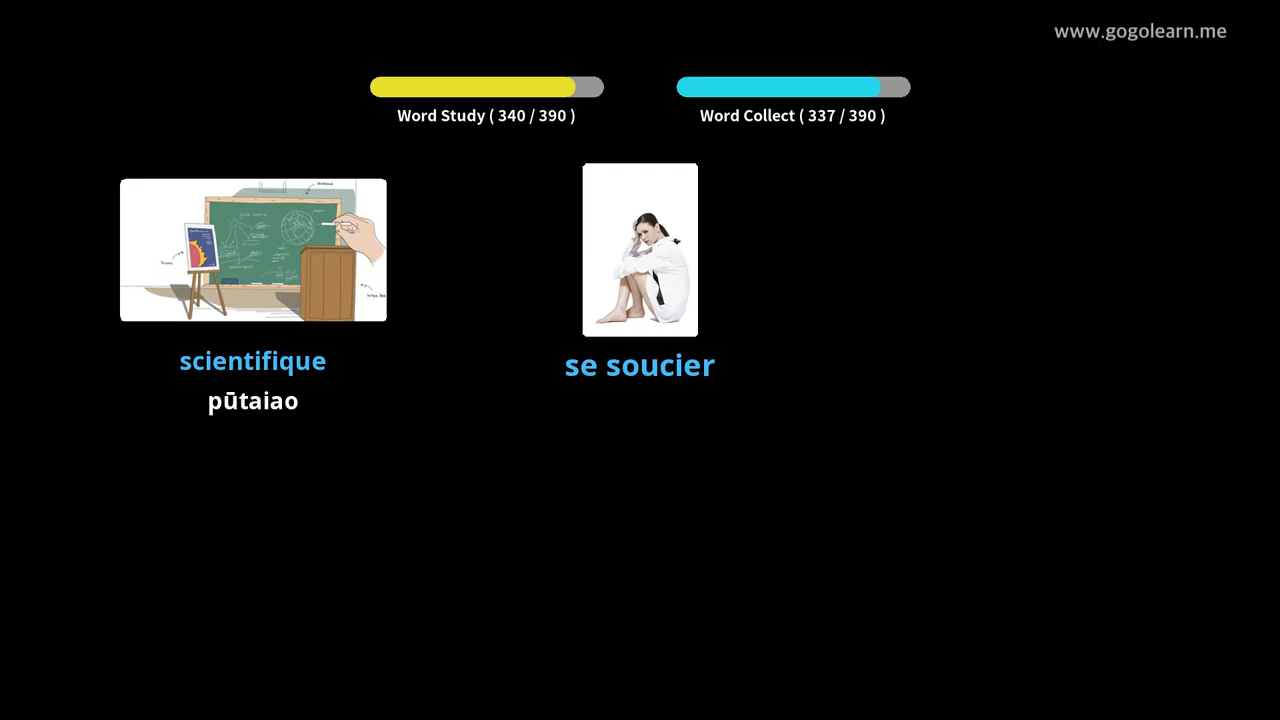 www.gogolearn.me
Word Study ( 340 / 390 )
Word Collect ( 337 / 390 )
scientifique
pūtaiao
se soucier